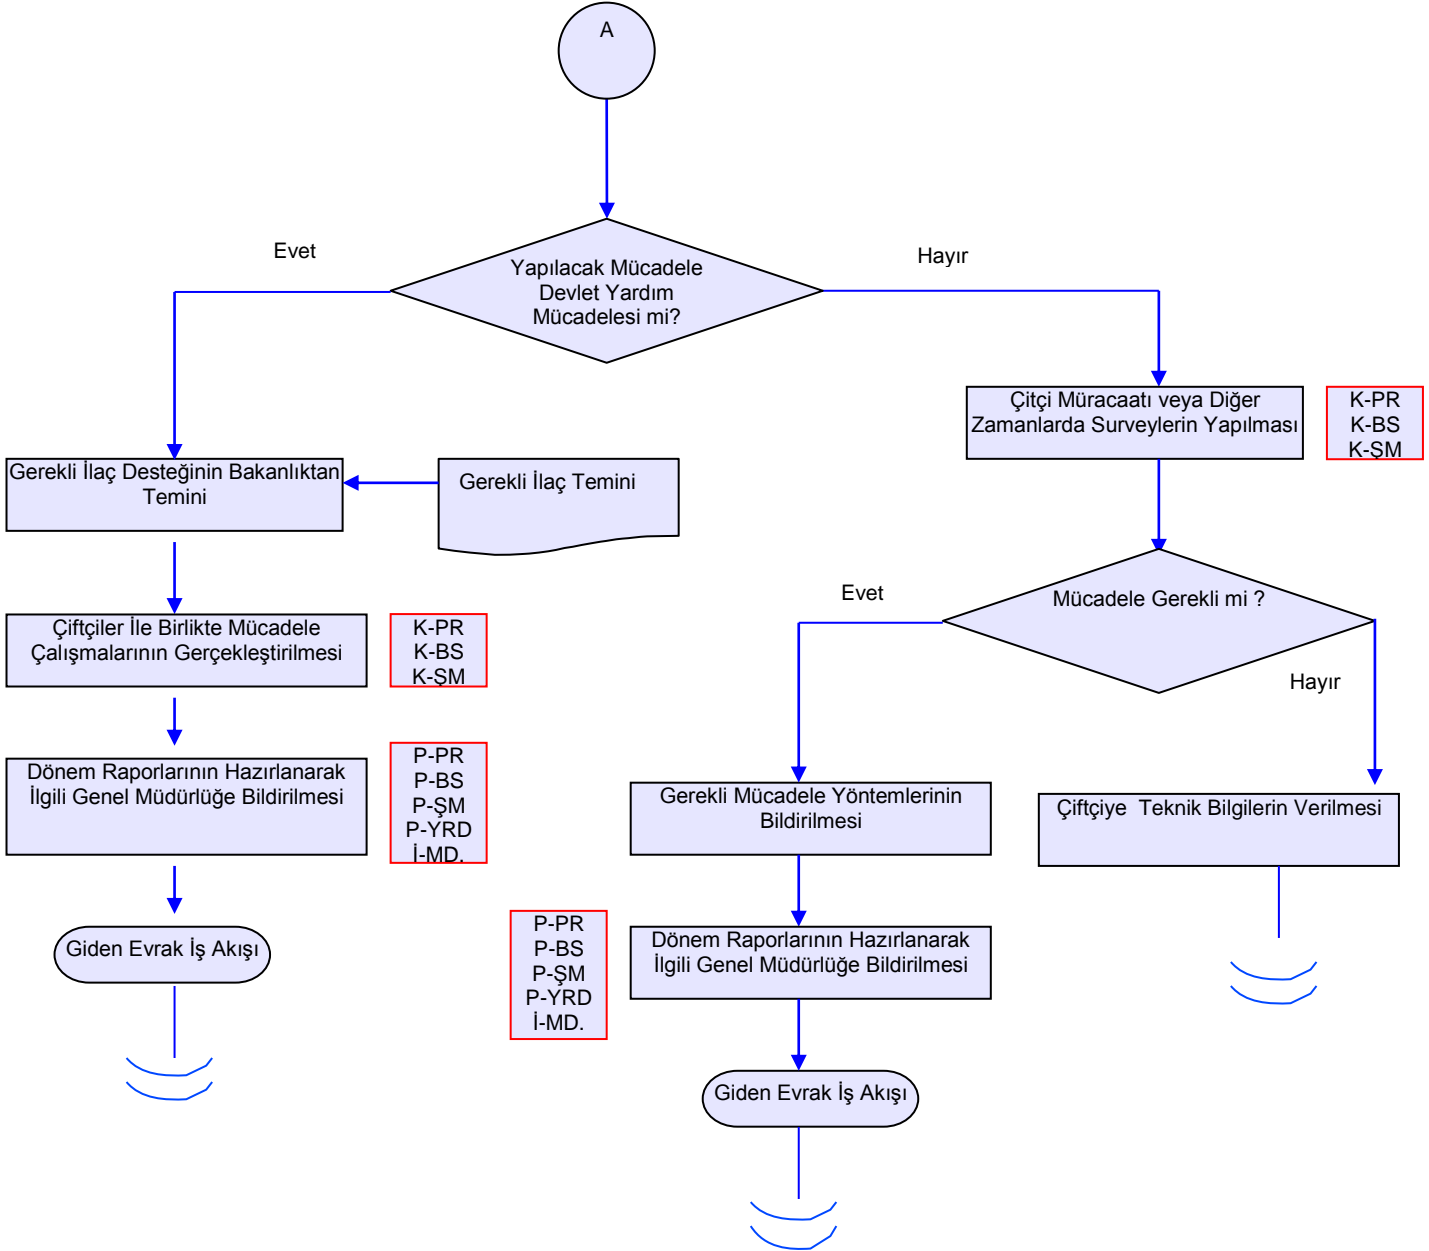 A
Evet
Hayır
Yapılacak Mücadele
Devlet Yardım
Mücadelesi mi?
Çitçi Müracaatı veya Diğer
Zamanlarda Surveylerin Yapılması
K-PR
K-BS
K-ŞM
Gerekli İlaç Desteğinin Bakanlıktan
Temini
Gerekli İlaç Temini
Evet
Mücadele Gerekli mi ?
Hayır
Çiftçiler İle Birlikte Mücadele
Çalışmalarının Gerçekleştirilmesi
K-PR
K-BS
K-ŞM
Dönem Raporlarının Hazırlanarak
İlgili Genel Müdürlüğe Bildirilmesi
P-PR
P-BS
P-ŞM
P-YRD
İ-MD.
Gerekli Mücadele Yöntemlerinin
Bildirilmesi
Çiftçiye  Teknik Bilgilerin Verilmesi
Giden Evrak İş Akışı
P-PR
P-BS
P-ŞM
P-YRD
İ-MD.
Dönem Raporlarının Hazırlanarak
İlgili Genel Müdürlüğe Bildirilmesi
Giden Evrak İş Akışı